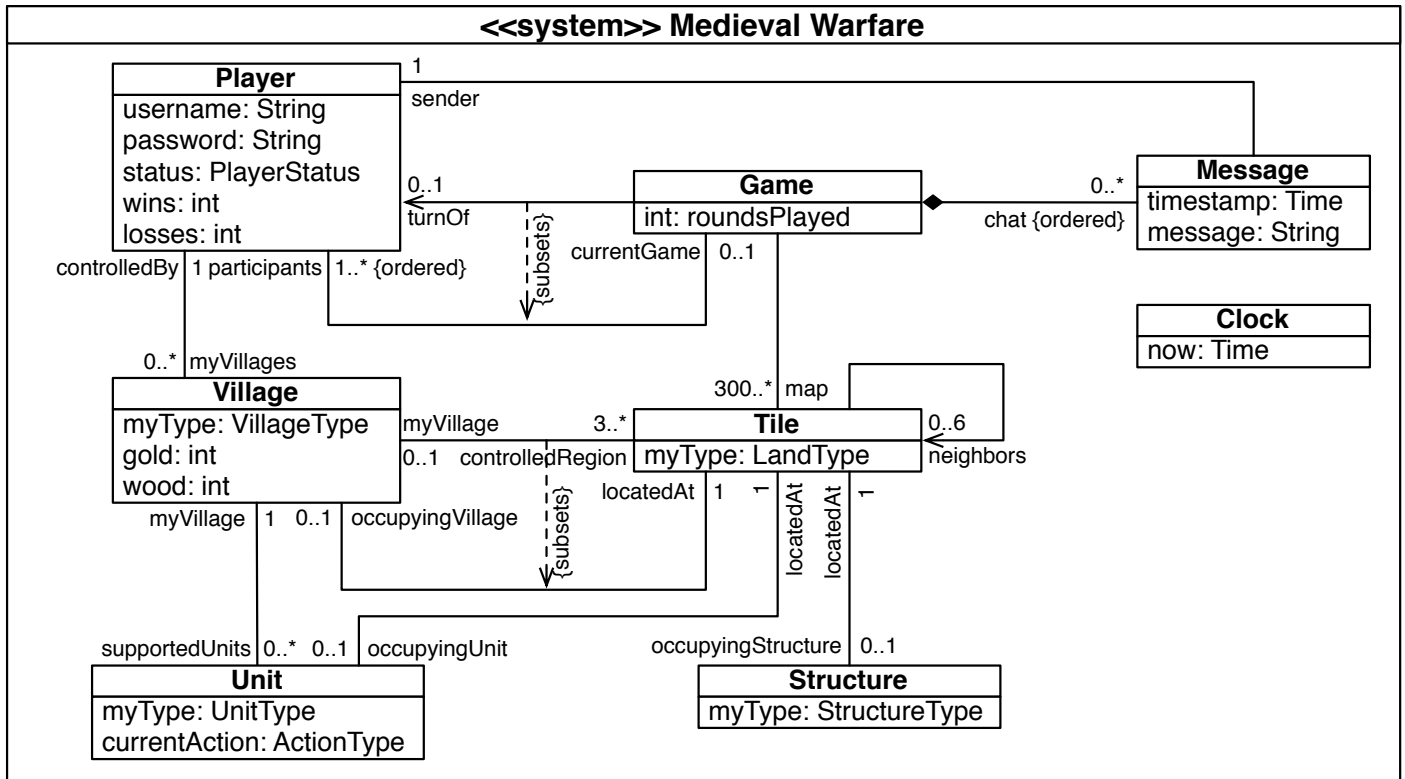 <<system>> Medieval Warfare
Player
username: String
password: String
status: PlayerStatus
wins: int
losses: int
1
sender
Message
timestamp: Time
message: String
0..*
chat {ordered}
Game
int: roundsPlayed
0..1
turnOf
{subsets}
currentGame
0..1
controlledBy
1
participants
1..* {ordered}
Clock
now: Time
0..*
myVillages
300..*
map
Village
myType: VillageType
gold: int
wood: int
myVillage
0..1
3..*
controlledRegion
Tile
myType: LandType
0..6
neighbors
{subsets}
myVillage
1
0..1
occupyingVillage
locatedAt
1
1
locatedAt
1
locatedAt
supportedUnits
0..*
0..1
occupyingUnit
occupyingStructure
0..1
Unit
myType: UnitType
currentAction: ActionType
Structure
myType: StructureType